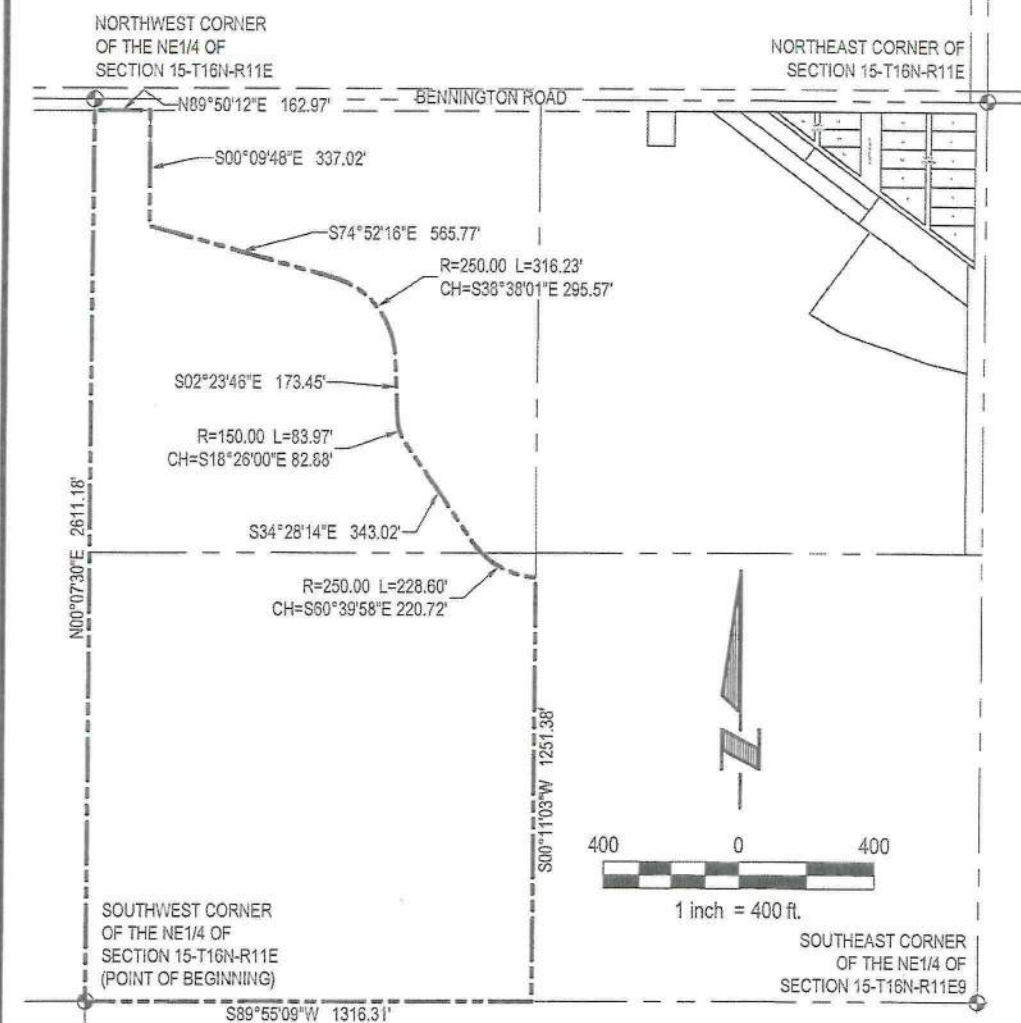 NORTHWEST CORNER
OF THE NE1/4 OF
SECTION 15-T16N-R11E
NORTHEAST CORNER OF
SECTION 15-T16N-R11E
N89°50'12"E 162.97'
BENNINGTON ROAD
S00°09'48"E 337.02'
S74°52'16"E 565.77'
R=250.00 L=316.23'
CH=S38°38'01"E 295.57'
S02°23'46"E 173.45'
R=150.00 L=83.97'
CH=S18°26'00"E 82.88'
N00°07'30"E 2611.18'
S34°28'14"E 343.02'
R=250.00 L=228.60'
CH=S60°39'58"E 220.72'
S00°11'03"W 1251.38'
N
400 0 400
1 inch = 400 ft.
SOUTHWEST CORNER
OF THE NE1/4 OF
SECTION 15-T16N-R11E
(POINT OF BEGINNING)
SOUTHEAST CORNER
OF THE NE1/4 OF
SECTION 15-T16N-R11E9
S89°55'09"W 1316.31'